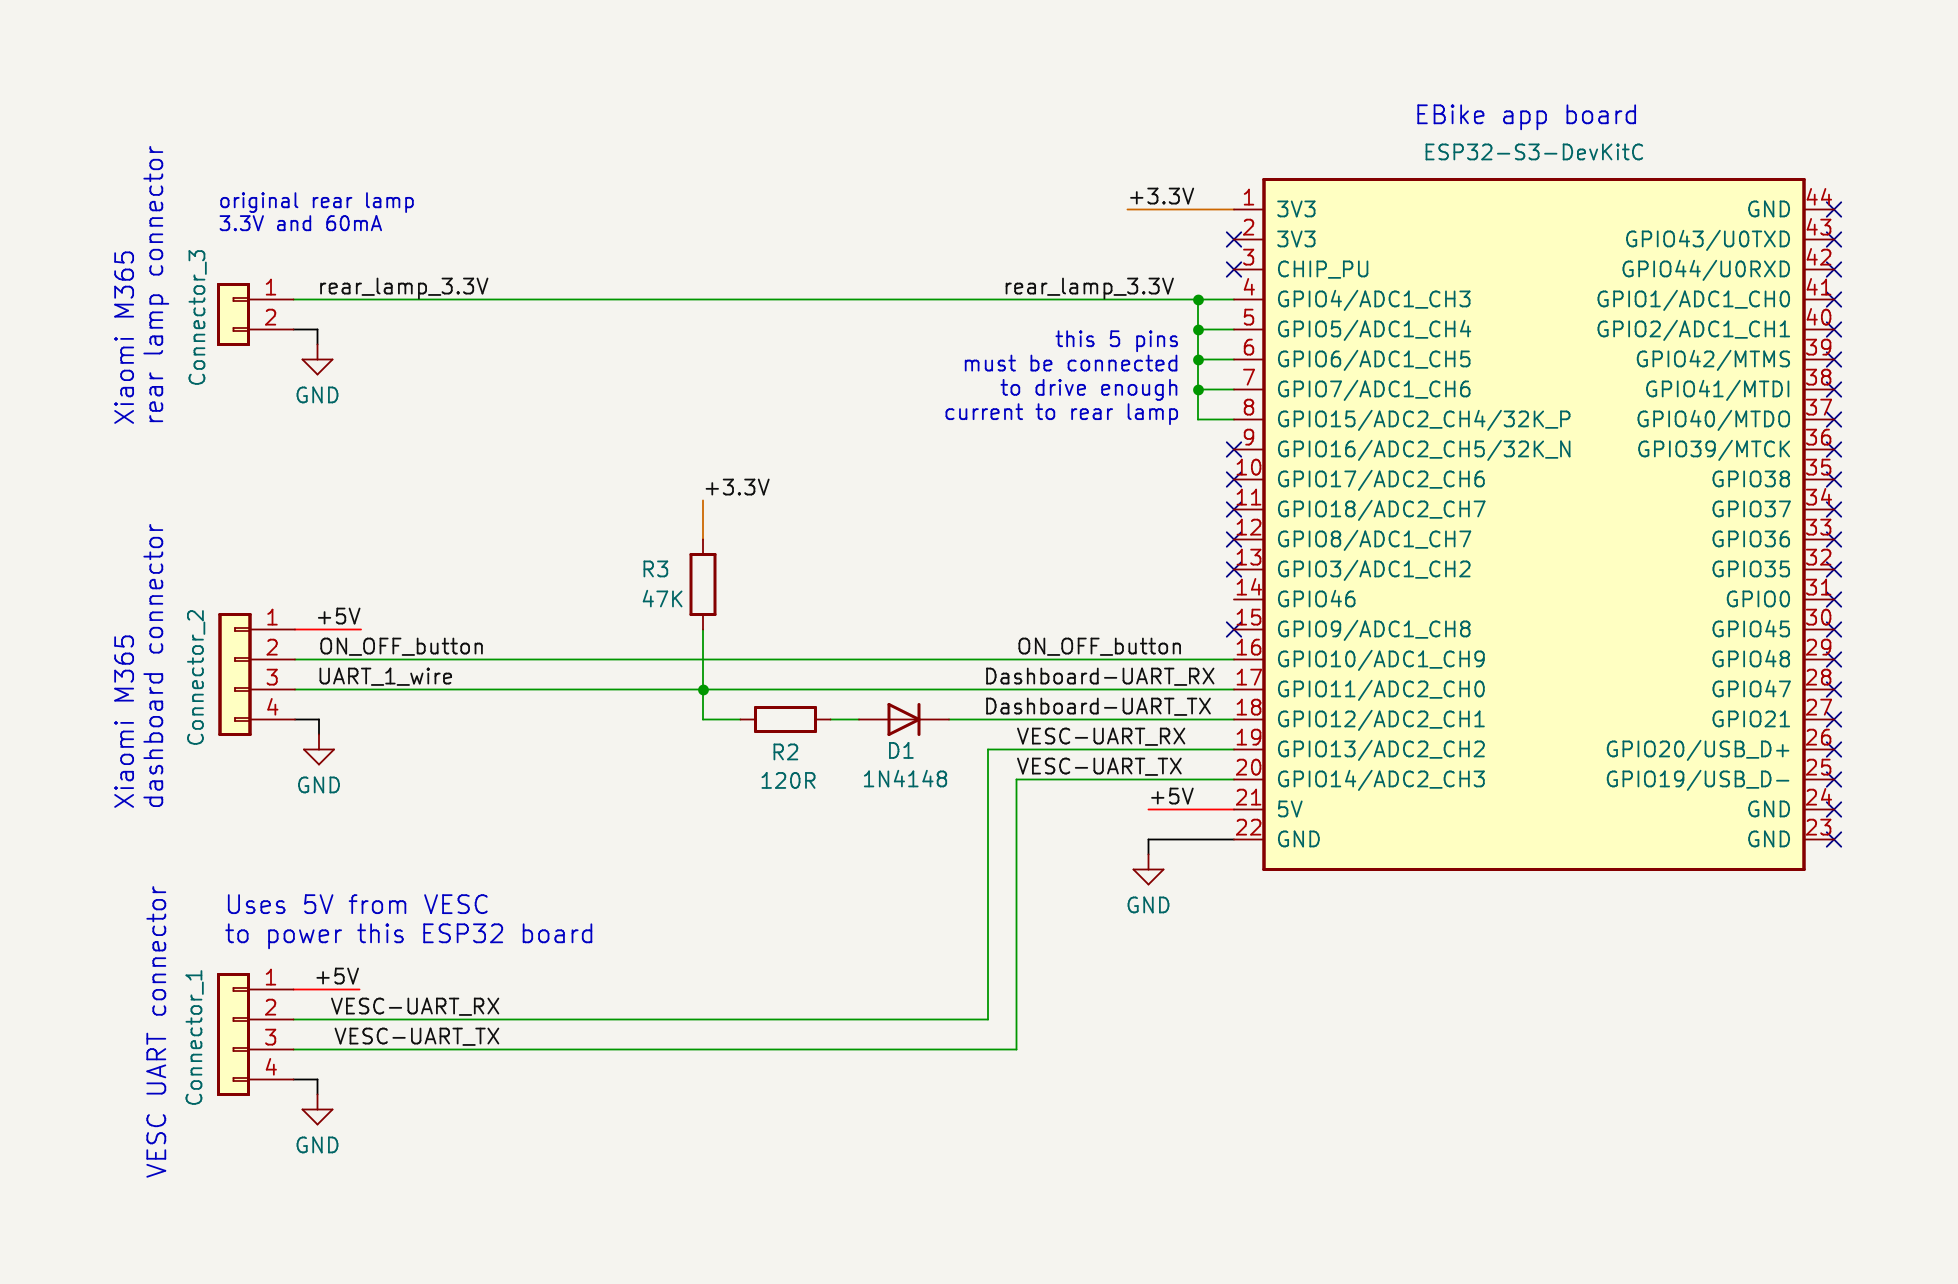 EBike app board
ESP32-S3-DevKitC
Xiaomi M365
rear lamp connector
Connector_3
original rear lamp
3.3V and 60mA
1
2
rear_lamp_3.3V
GND
rear_lamp_3.3V
this 5 pins
must be connected
to drive enough
current to rear lamp
+3.3V
+3.3V
R3
47K
Xiaomi M365
dashboard connector
Connector_2
1
2
3
4
+5V
ON_OFF_button
UART_1_wire
GND
ON_OFF_button
Dashboard-UART_RX
Dashboard-UART_TX
VESC-UART_RX
VESC-UART_TX
+5V
GND
R2
120R
D1
1N4148
Uses 5V from VESC
to power this ESP32 board
VESC UART connector
Connector_1
1
2
3
4
+5V
VESC-UART_RX
VESC-UART_TX
GND
1 3V3
2 3V3
3 CHIP_PU
4 GPIO4/ADC1_CH3
5 GPIO5/ADC1_CH4
6 GPIO6/ADC1_CH5
7 GPIO7/ADC1_CH6
8 GPIO15/ADC2_CH4/32K_P
9 GPIO16/ADC2_CH5/32K_N
10 GPIO17/ADC2_CH6
11 GPIO18/ADC2_CH7
12 GPIO8/ADC1_CH7
13 GPIO3/ADC1_CH2
14 GPIO46
15 GPIO9/ADC1_CH8
16 GPIO10/ADC1_CH9
17 GPIO11/ADC2_CH0
18 GPIO12/ADC2_CH1
19 GPIO13/ADC2_CH2
20 GPIO14/ADC2_CH3
21 5V
22 GND
GND 44
GPIO43/U0TXD 43
GPIO44/U0RXD 42
GPIO1/ADC1_CH0 41
GPIO2/ADC1_CH1 40
GPIO42/MTMS 39
GPIO41/MTDI 38
GPIO40/MTDO 37
GPIO39/MTCK 36
GPIO38 35
GPIO37 34
GPIO36 33
GPIO35 32
GPIO0 31
GPIO45 30
GPIO48 29
GPIO47 28
GPIO21 27
GPIO20/USB_D+ 26
GPIO19/USB_D- 25
GND 24
GND 23